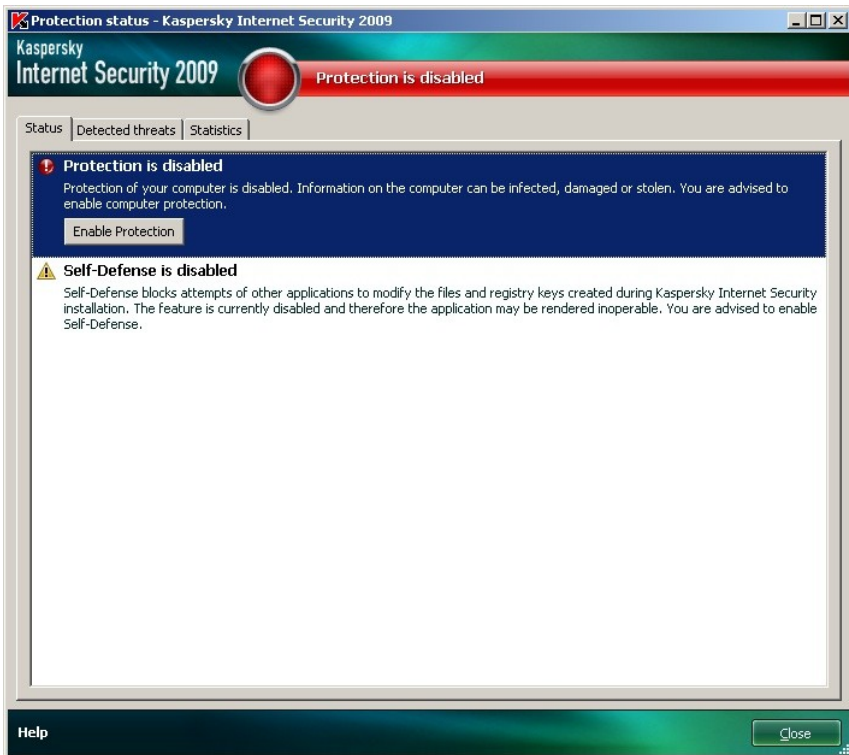 Protection status - Kaspersky Internet Security 2009
Kaspersky
Internet Security 2009
Protection is disabled
Status
Detected threats
Statistics
Protection is disabled
Protection of your computer is disabled. Information on the computer can be infected, damaged or stolen. You are advised to
enable computer protection.
Enable Protection
Self-Defense is disabled
Self-Defense blocks attempts of other applications to modify the files and registry keys created during Kaspersky Internet Security
installation. The feature is currently disabled and therefore the application may be rendered inoperable. You are advised to enable
Self-Defense.
Help
Close